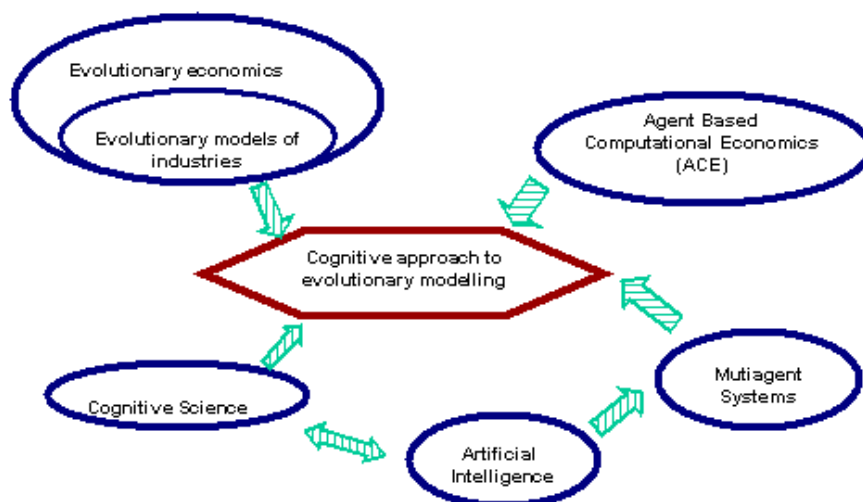 Evolutionary economics
Evolutionary models of
industries
Agent Based
Computational Economics
(ACE)
Cognitive approach to
evolutionary modelling
Cognitive Science
Mutiagent
Systems
Artificial
Intelligence